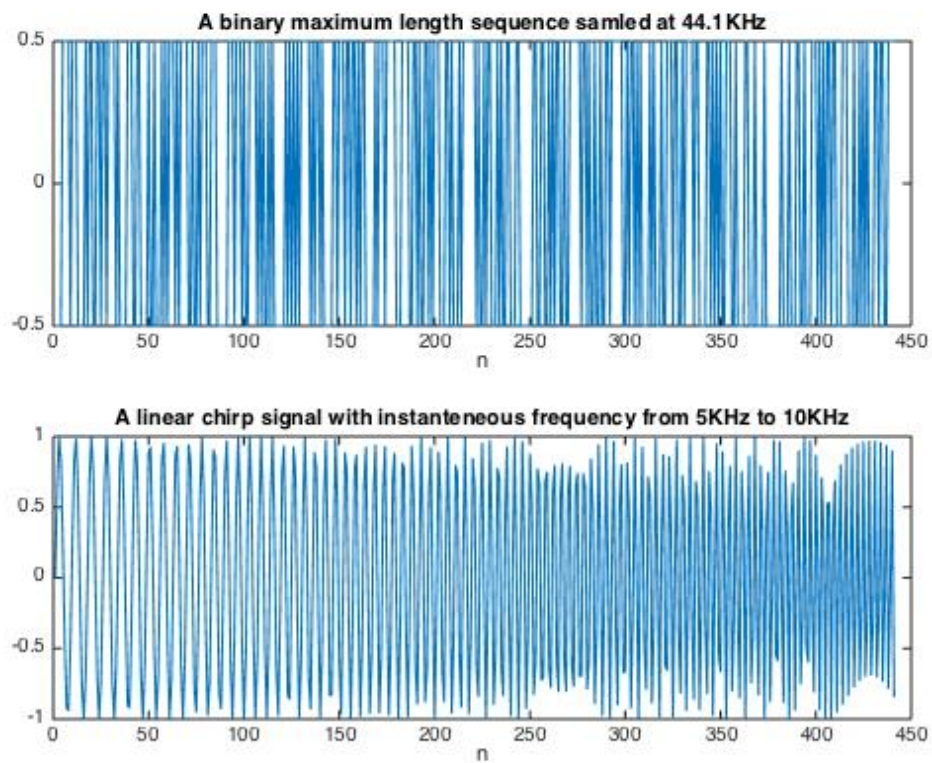 A binary maximum length sequence samled at 44.1KHz
0.5
0
-0.5
0 50 100 150 200 250 300 350 400 450
n
A linear chirp signal with instanteneous frequency from 5KHz to 10KHz
1
0.5
0
-0.5
-1
0 50 100 150 200 250 300 350 400 450
n